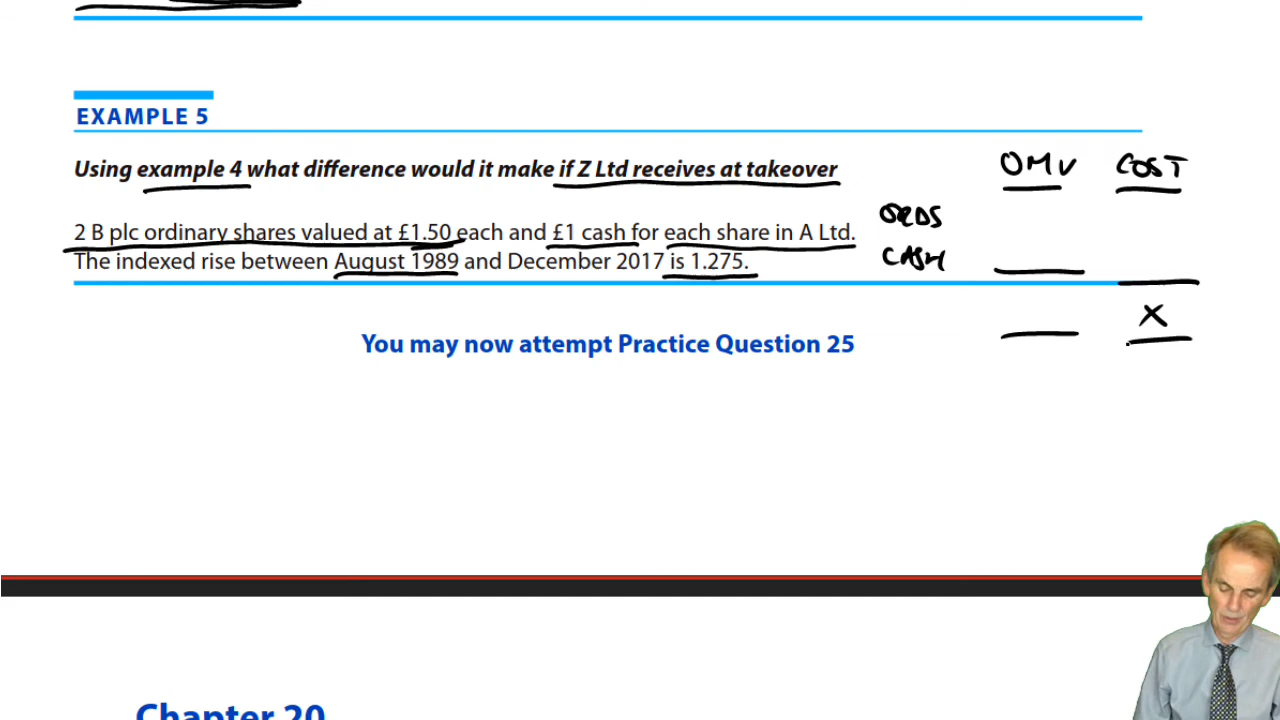 EXAMPLE 5
Using example 4 what difference would it make if Z Ltd receives at takeover
OMV COST
2 B plc ordinary shares valued at £1.50 each and £1 cash for each share in A Ltd.
ORDS
The indexed rise between August 1989 and December 2017 is 1.275.
CASH
X
You may now attempt Practice Question 25
Chapter 20